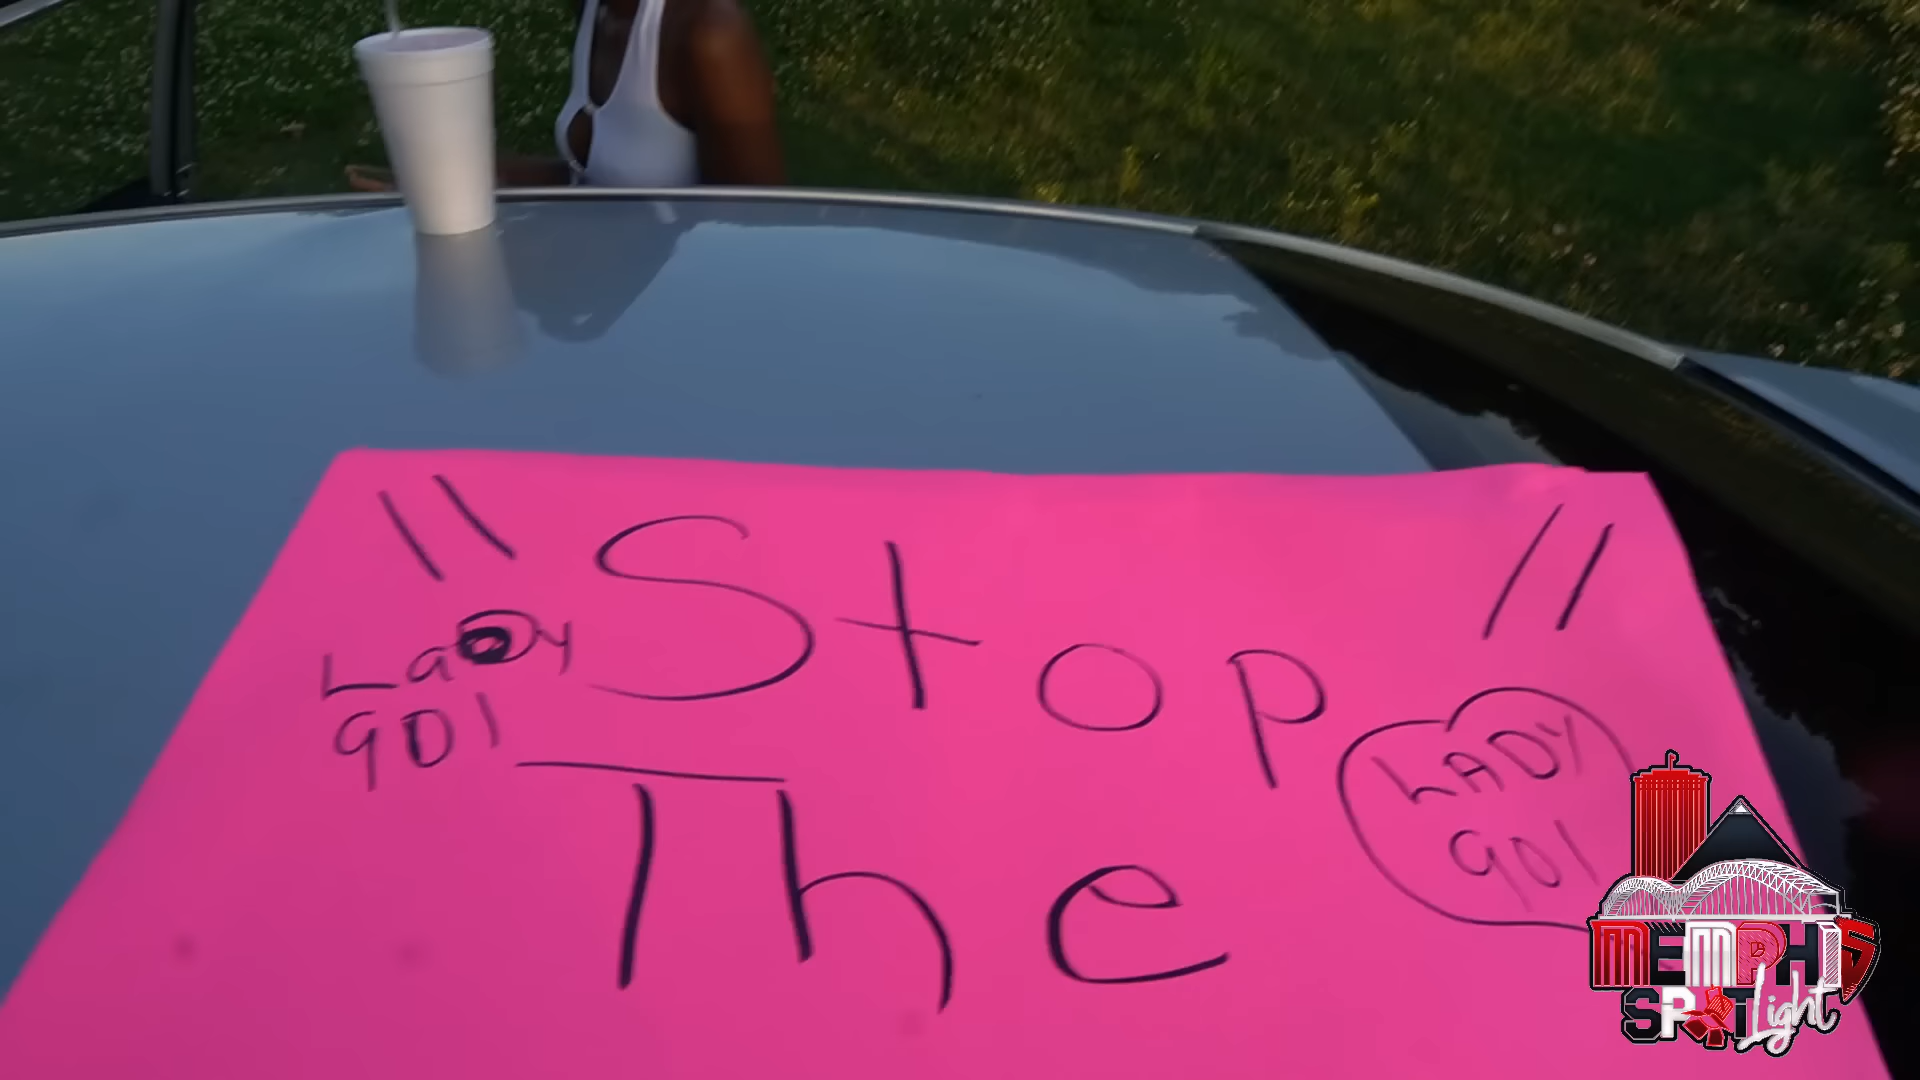 " Stop "
Lady
901
The
LADY
901
MEMPHIS
SPOTLight